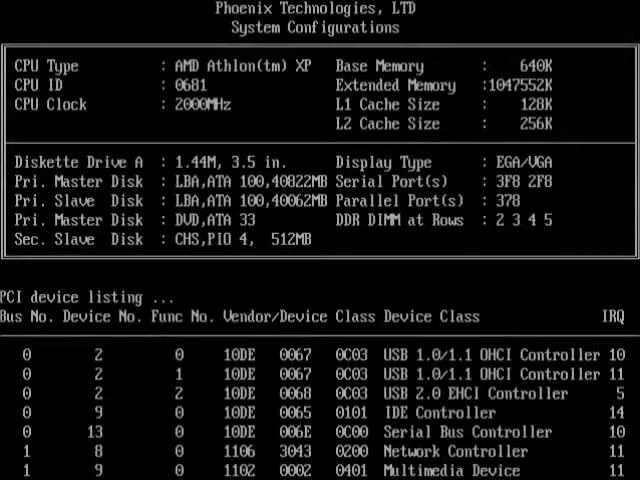 Phoenix Technologies, LTD
System Configurations
CPU Type : AMD Athlon(tm) XP Base Memory : 640K
CPU ID : 0681 Extended Memory :1047552K
CPU Clock : 2000MHz L1 Cache Size : 128K
L2 Cache Size : 256K
Diskette Drive A : 1.44M, 3.5 in. Display Type : EGA/VGA
Pri. Master Disk : LBA,ATA 100,40822MB Serial Port(s) : 3F8 2F8
Pri. Slave Disk : LBA,ATA 100,40062MB Parallel Port(s) : 378
Pri. Master Disk : DVD,ATA 33 DDR DIMM at Rows : 2 3 4 5
Sec. Slave Disk : CHS,PIO 4, 512MB
PCI device listing ...
Bus No. Device No. Func No. Vendor/Device Class Device Class IRQ
0 2 0 10DE 0067 0C03 USB 1.0/1.1 OHCI Controller 10
0 2 1 10DE 0067 0C03 USB 1.0/1.1 OHCI Controller 11
0 2 2 10DE 0068 0C03 USB 2.0 EHCI Controller 5
0 9 0 10DE 0065 0101 IDE Controller 14
0 13 0 10DE 006E 0C00 Serial Bus Controller 10
1 8 0 1106 3043 0200 Network Controller 11
1 9 0 1102 0002 0401 Multimedia Device 11